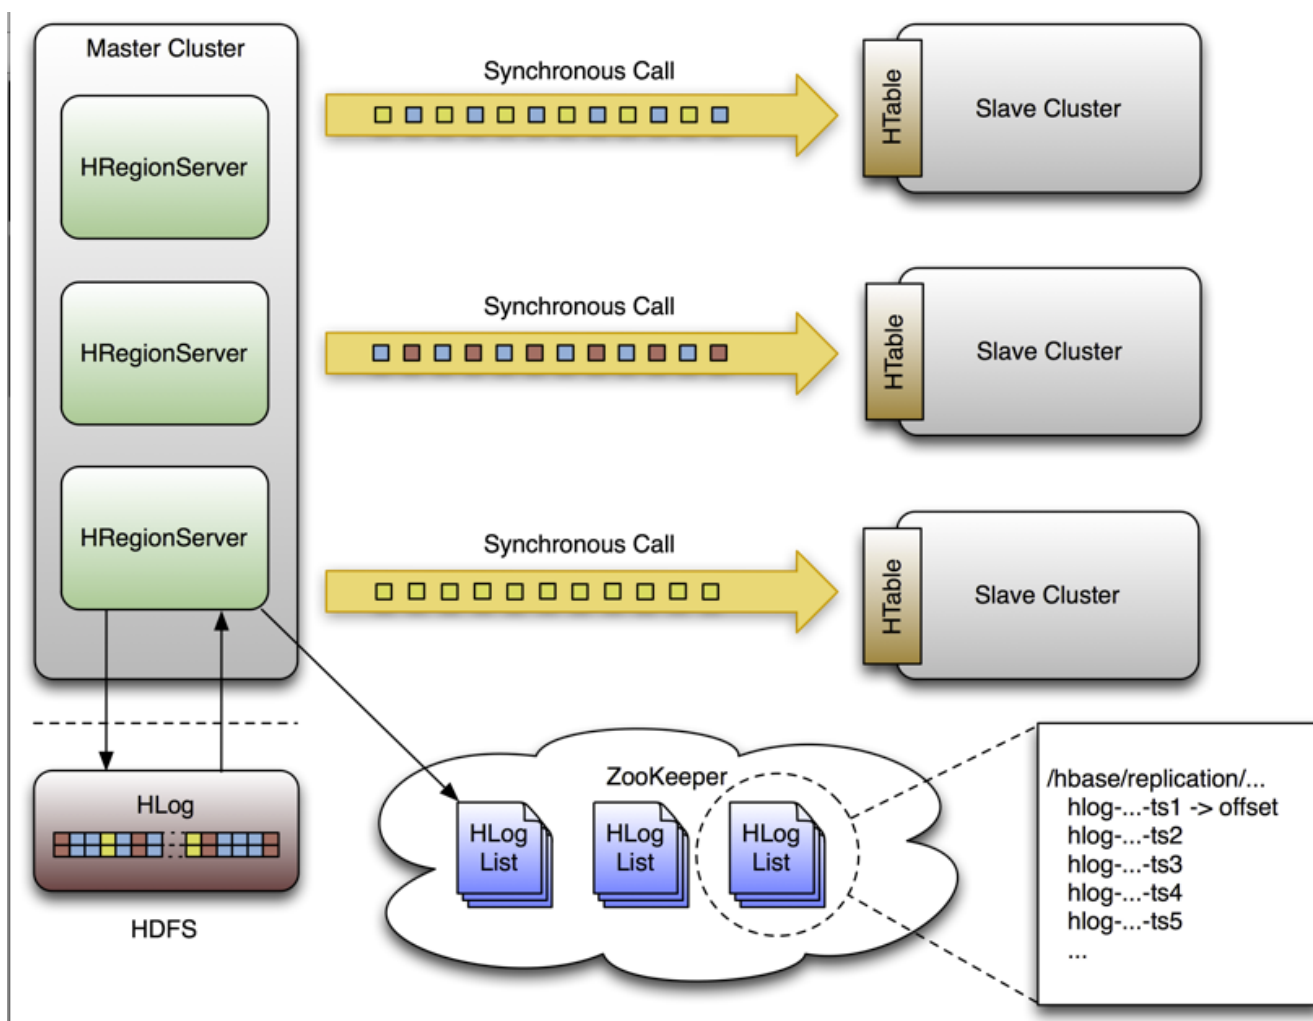 Master Cluster
HRegionServer
HRegionServer
HRegionServer
Synchronous Call
HTable
Slave Cluster
Synchronous Call
HTable
Slave Cluster
Synchronous Call
HTable
Slave Cluster
HLog
HDFS
ZooKeeper
HLog
List
HLog
List
HLog
List
/hbase/replication/...
hlog-...-ts1 -> offset
hlog-...-ts2
hlog-...-ts3
hlog-...-ts4
hlog-...-ts5
...